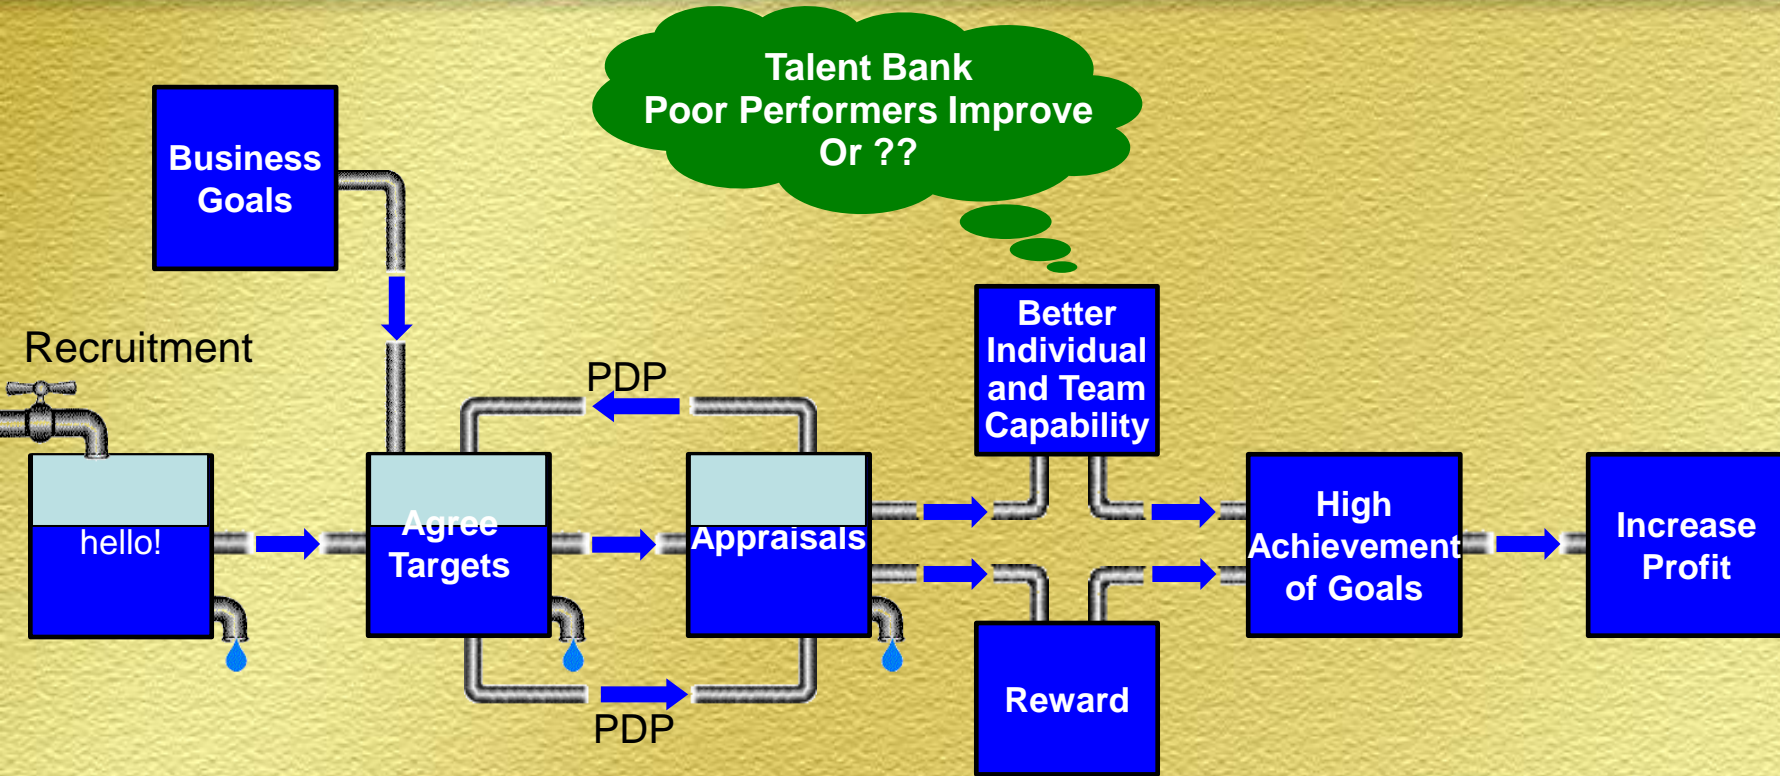 Talent Bank
Poor Performers Improve
Or ??
Business
Goals
Recruitment
hello!
Agree
Targets
PDP
PDP
Appraisals
Better
Individual
and Team
Capability
Reward
High
Achievement
of Goals
Increase
Profit